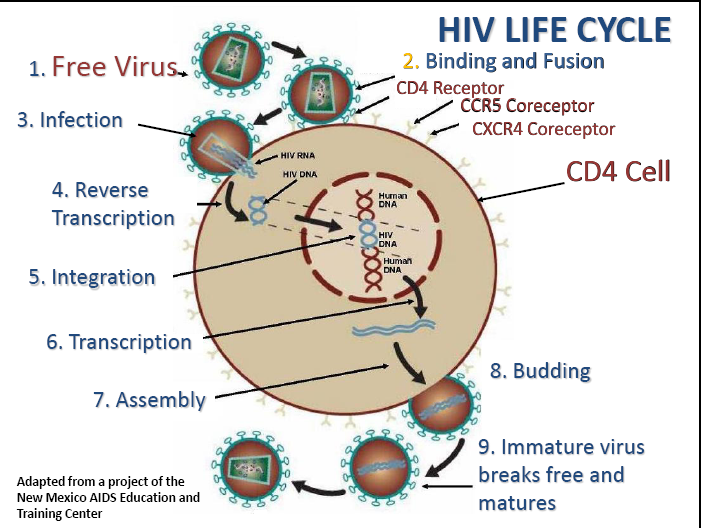 HIV LIFE CYCLE
1. Free Virus
2. Binding and Fusion
CD4 Receptor
CCR5 Coreceptor
CXCR4 Coreceptor
3. Infection
HIV RNA
HIV DNA
CD4 Cell
4. Reverse
Transcription
Human
DNA
HIV
DNA
Human
DNA
5. Integration
6. Transcription
7. Assembly
8. Budding
9. Immature virus
breaks free and
matures
Adapted from a project of the
New Mexico AIDS Education and
Training Center